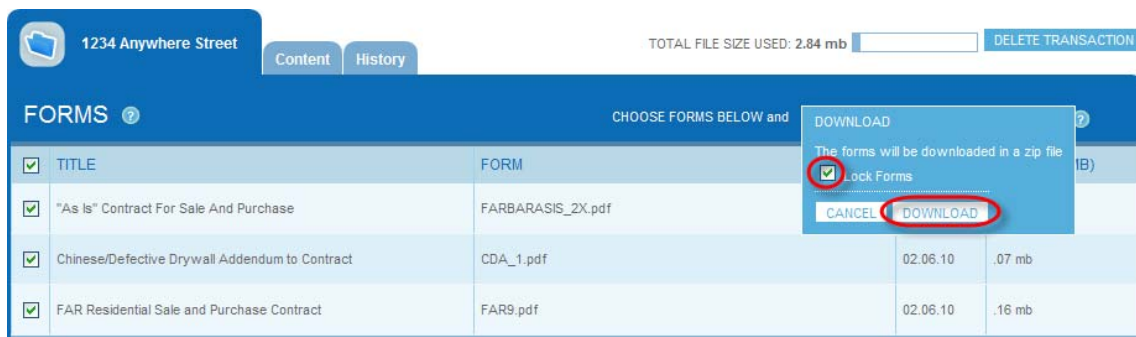 1234 Anywhere Street
Content
History
TOTAL FILE SIZE USED: 2.84 mb
DELETE TRANSACTION
FORMS ?
CHOOSE FORMS BELOW and
?
DOWNLOAD
The forms will be downloaded in a zip file
Lock Forms
CANCEL
DOWNLOAD
TITLE
FORM
"As Is" Contract For Sale And Purchase
FARBARASIS_2X.pdf
Chinese/Defective Drywall Addendum to Contract
CDA_1.pdf
02.06.10
.07 mb
FAR Residential Sale and Purchase Contract
FAR9.pdf
02.06.10
.16 mb